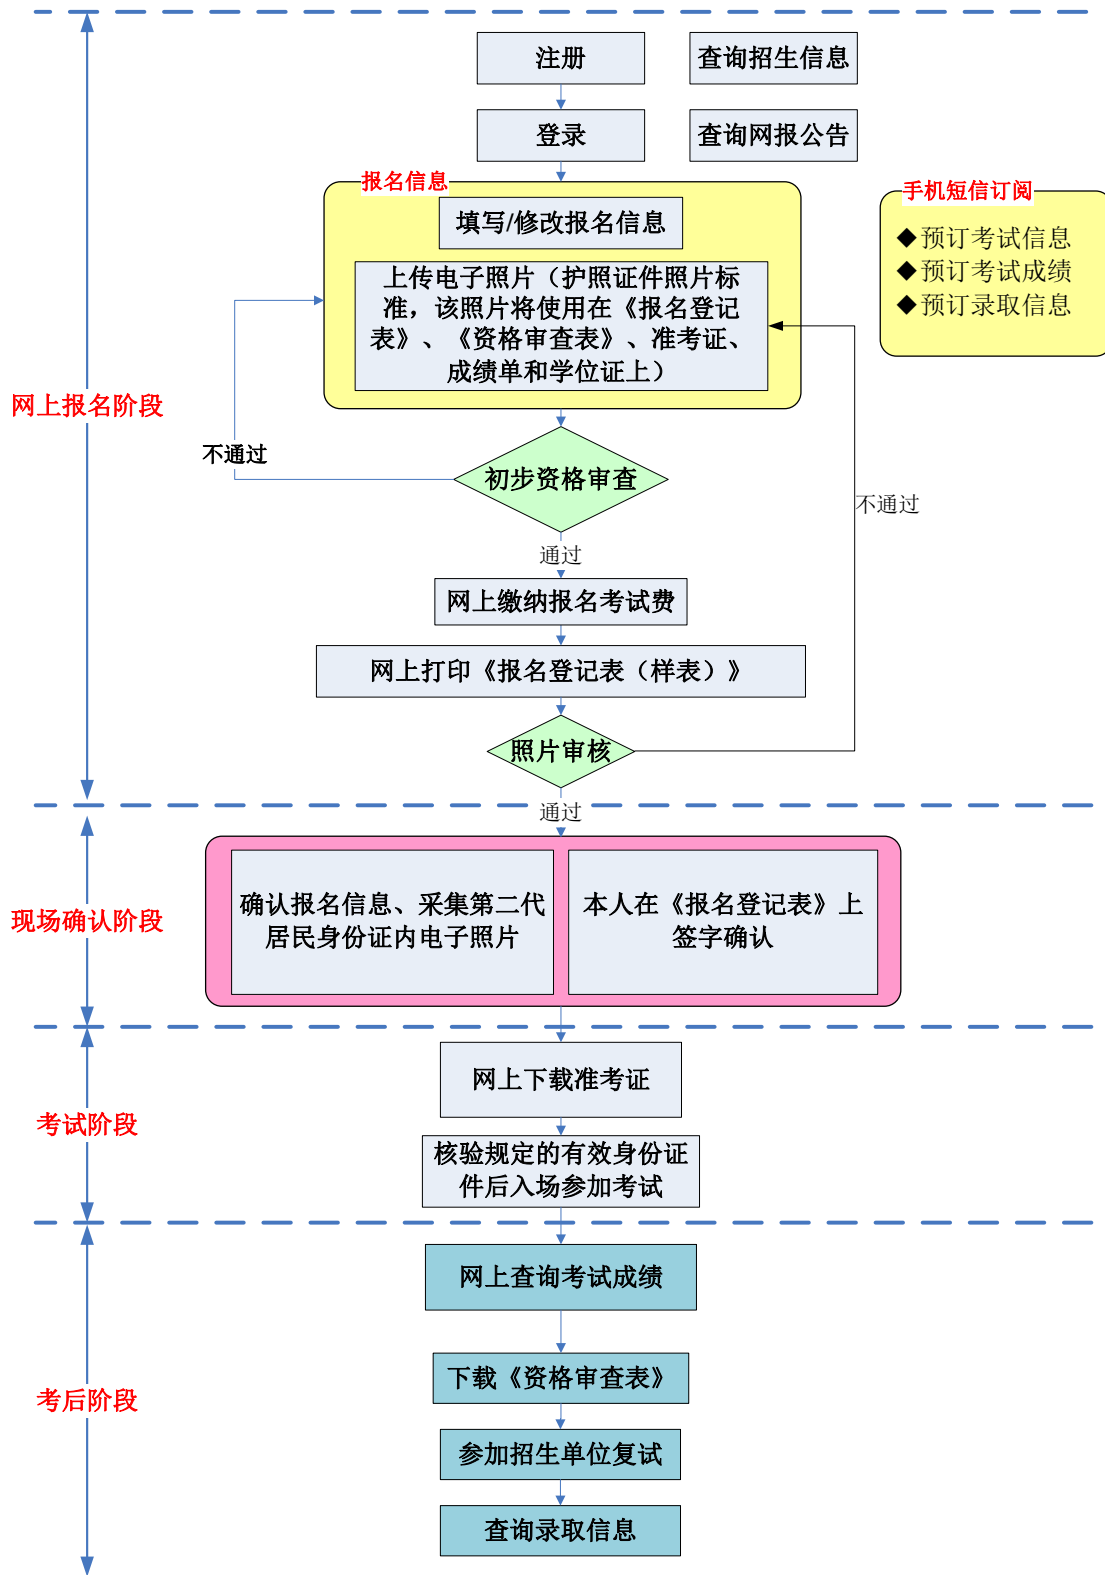 注册
查询招生信息
登录
查询网报公告
报名信息
填写/修改报名信息
上传电子照片（护照证件照片标
准，该照片将使用在《报名登记
表》、《资格审查表》、准考证、
成绩单和学位证上）
手机短信订阅
◆预订考试信息
◆预订考试成绩
◆预订录取信息
网上报名阶段
不通过
初步资格审查
不通过
通过
网上缴纳报名考试费
网上打印《报名登记表（样表）》
照片审核
通过
现场确认阶段
确认报名信息、采集第二代
居民身份证内电子照片
本人在《报名登记表》上
签字确认
考试阶段
网上下载准考证
核验规定的有效身份证
件后入场参加考试
考后阶段
网上查询考试成绩
下载《资格审查表》
参加招生单位复试
查询录取信息